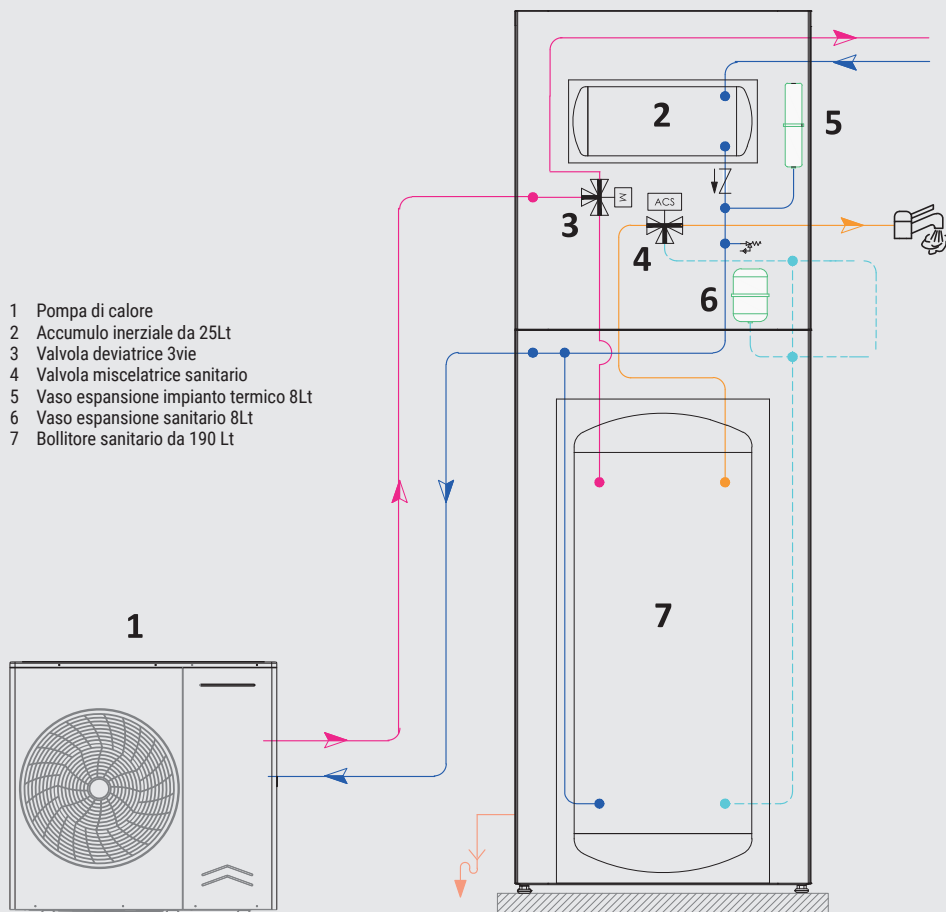 2
5
M
ACS
3
4
6
1 Pompa di calore
2 Accumulo inerziale da 25Lt
3 Valvola deviatrice 3vie
4 Valvola miscelatrice sanitario
5 Vaso espansione impianto termico 8Lt
6 Vaso espansione sanitario 8Lt
7 Bollitore sanitario da 190 Lt
1
7